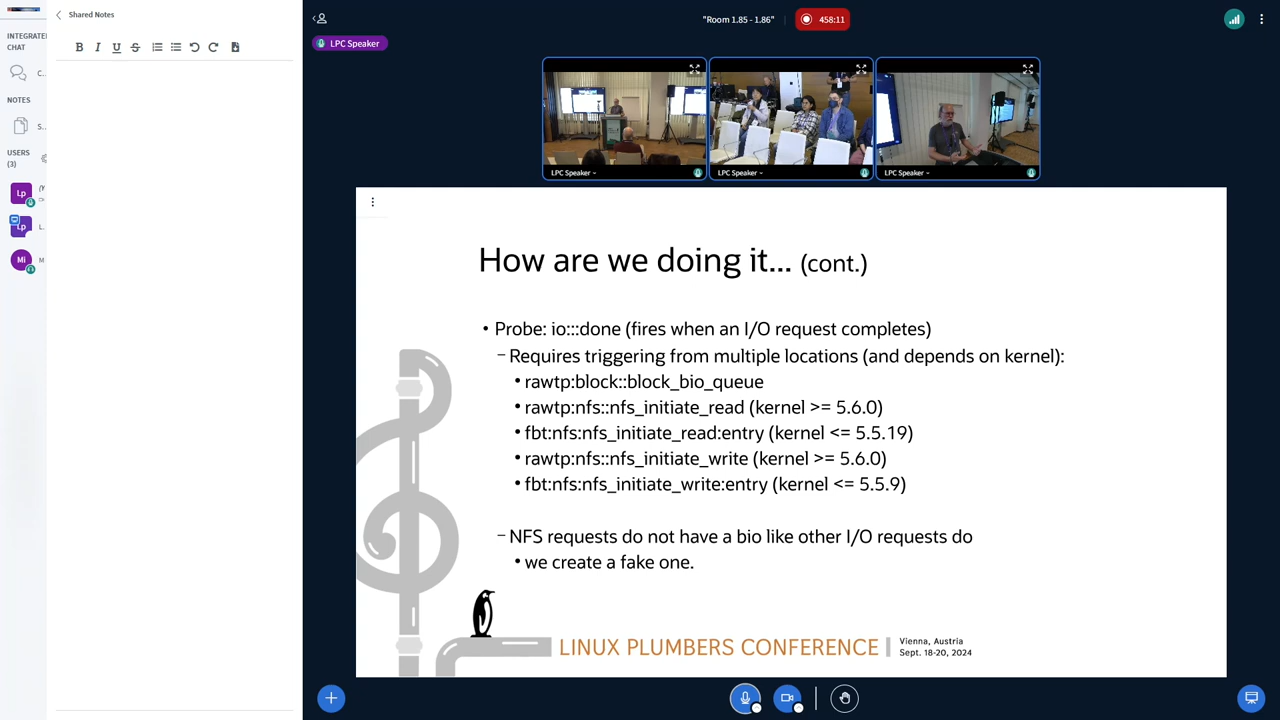 Shared Notes
INTEGRATE
CHAT
C...
NOTES
S...
USERS
(3)
Lp
Lp
L...
Mi
M
B I U S
"Room 1.85 - 1.86"
458:11
LPC Speaker
LPC Speaker
LPC Speaker
LPC Speaker
How are we doing it... (cont.)
• Probe: io:::done (fires when an I/O request completes)
– Requires triggering from multiple locations (and depends on kernel):
• rawtp:block::block_bio_queue
• rawtp:nfs::nfs_initiate_read (kernel >= 5.6.0)
• fbt:nfs:nfs_initiate_read:entry (kernel <= 5.5.19)
• rawtp:nfs::nfs_initiate_write (kernel >= 5.6.0)
• fbt:nfs:nfs_initiate_write:entry (kernel <= 5.5.9)
– NFS requests do not have a bio like other I/O requests do
• we create a fake one.
LINUX PLUMBERS CONFERENCE
Vienna, Austria
Sept. 18-20, 2024